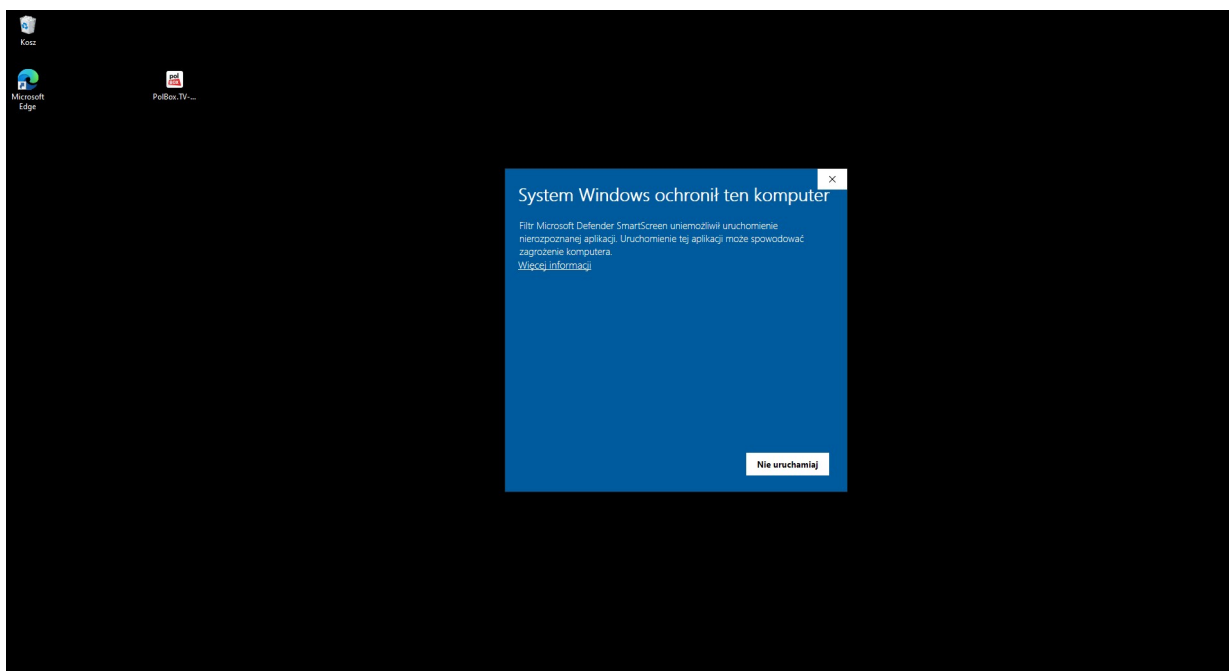 Kosz
Microsoft
Edge
pol
PolBox.TV-...
System Windows ochronił ten komputer
Filtr Microsoft Defender SmartScreen uniemożliwił uruchomienie
nierozpoznanej aplikacji. Uruchomienie tej aplikacji może spowodować
zagrożenie komputera.
Więcej informacji
Nie uruchamiaj